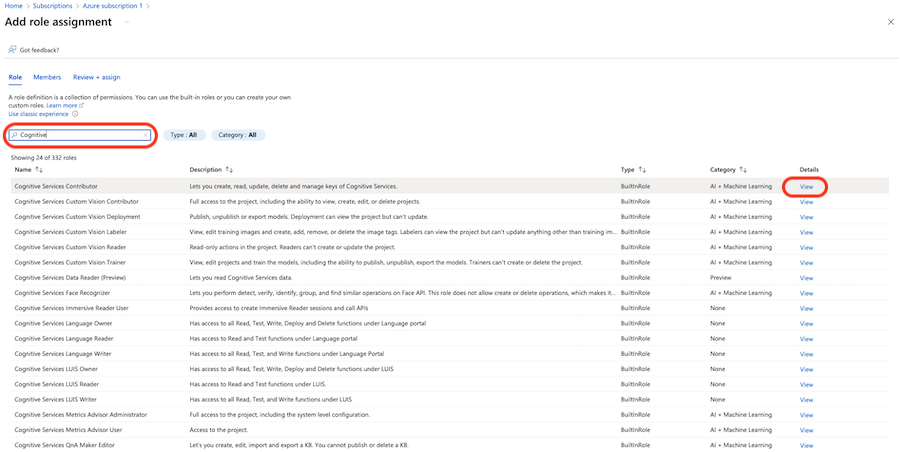 Home > Subscriptions > Azure subscription 1 >
Add role assignment ...
Got feedback?
Role Members Review + assign
A role definition is a collection of permissions. You can use the built-in roles or you can create your own
custom roles. Learn more
Use classic experience
Cognitive Type : All Category : All
Showing 24 of 332 roles
Name ↑↓ Description ↑↓ Type ↑↓ Category ↑↓ Details
Cognitive Services Contributor Lets you create, read, update, delete and manage keys of Cognitive Services. BuiltInRole AI + Machine Learning View
Cognitive Services Custom Vision Contributor Full access to the project, including the ability to view, create, edit, or delete projects. BuiltInRole AI + Machine Learning View
Cognitive Services Custom Vision Deployment Publish, unpublish or export models. Deployment can view the project but can't update. BuiltInRole AI + Machine Learning View
Cognitive Services Custom Vision Labeler View, edit training images and create, add, remove, or delete the image tags. Labelers can view the project but can't update anything other than training im... BuiltInRole AI + Machine Learning View
Cognitive Services Custom Vision Reader Read-only actions in the project. Readers can't create or update the project. BuiltInRole AI + Machine Learning View
Cognitive Services Custom Vision Trainer View, edit projects and train the models, including the ability to publish, unpublish, export the models. Trainers can't create or delete the project. BuiltInRole AI + Machine Learning View
Cognitive Services Data Reader (Preview) Lets you read Cognitive Services data. BuiltInRole Preview View
Cognitive Services Face Recognizer Lets you perform detect, verify, identify, group, and find similar operations on Face API. This role does not allow create or delete operations, which makes it... BuiltInRole AI + Machine Learning View
Cognitive Services Immersive Reader User Provides access to create Immersive Reader sessions and call APIs BuiltInRole None View
Cognitive Services Language Owner Has access to all Read, Test, Write, Deploy and Delete functions under Language portal BuiltInRole None View
Cognitive Services Language Reader Has access to Read and Test functions under Language portal BuiltInRole None View
Cognitive Services Language Writer Has access to all Read, Test, and Write functions under Language Portal BuiltInRole None View
Cognitive Services LUIS Owner Has access to all Read, Test, Write, Deploy and Delete functions under LUIS BuiltInRole None View
Cognitive Services LUIS Reader Has access to Read and Test functions under LUIS. BuiltInRole None View
Cognitive Services LUIS Writer Has access to all Read, Test, and Write functions under LUIS BuiltInRole None View
Cognitive Services Metrics Advisor Administrator Full access to the project, including the system level configuration. BuiltInRole AI + Machine Learning View
Cognitive Services Metrics Advisor User Access to the project. BuiltInRole AI + Machine Learning View
Cognitive Services QnA Maker Editor Let's you create, edit, import and export a KB. You cannot publish or delete a KB. BuiltInRole AI + Machine Learning View